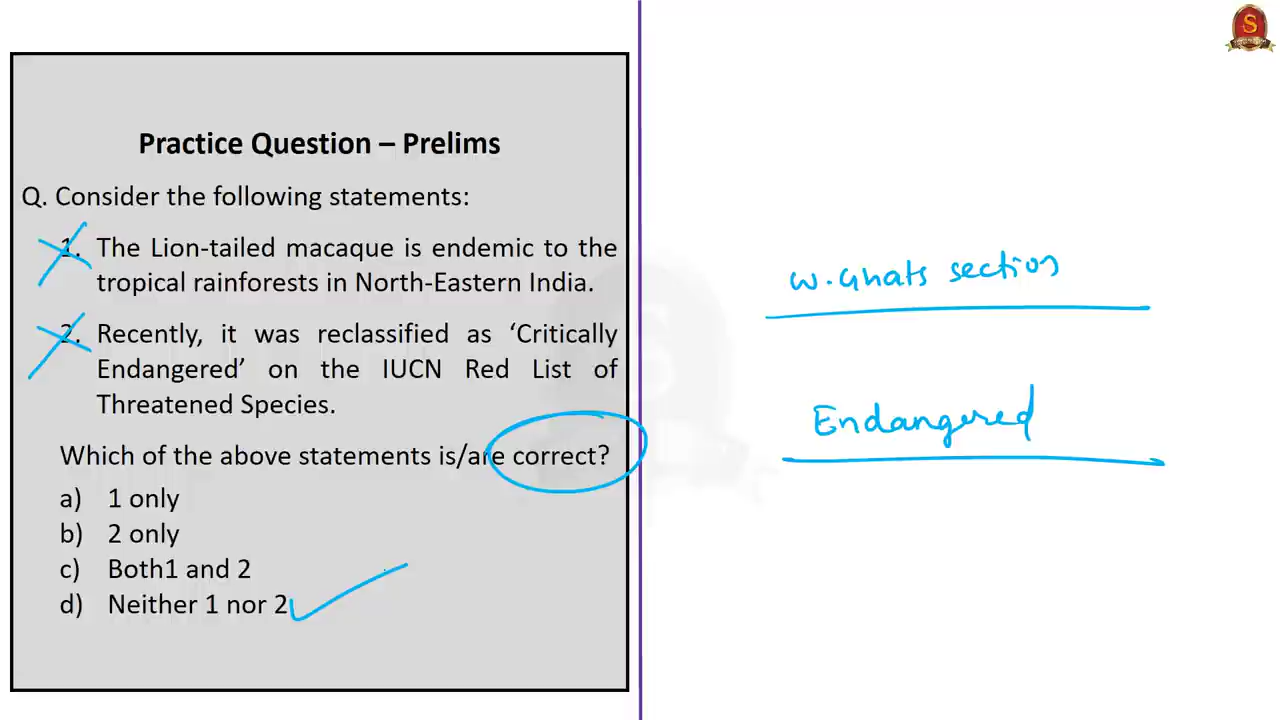 Practice Question – Prelims
Q. Consider the following statements:
1. The Lion-tailed macaque is endemic to the
tropical rainforests in North-Eastern India.
2. Recently, it was reclassified as ‘Critically
Endangered’ on the IUCN Red List of
Threatened Species.
Which of the above statements is/are correct?
a) 1 only
b) 2 only
c) Both1 and 2
d) Neither 1 nor 2
W. Ghats section
Endangered
S